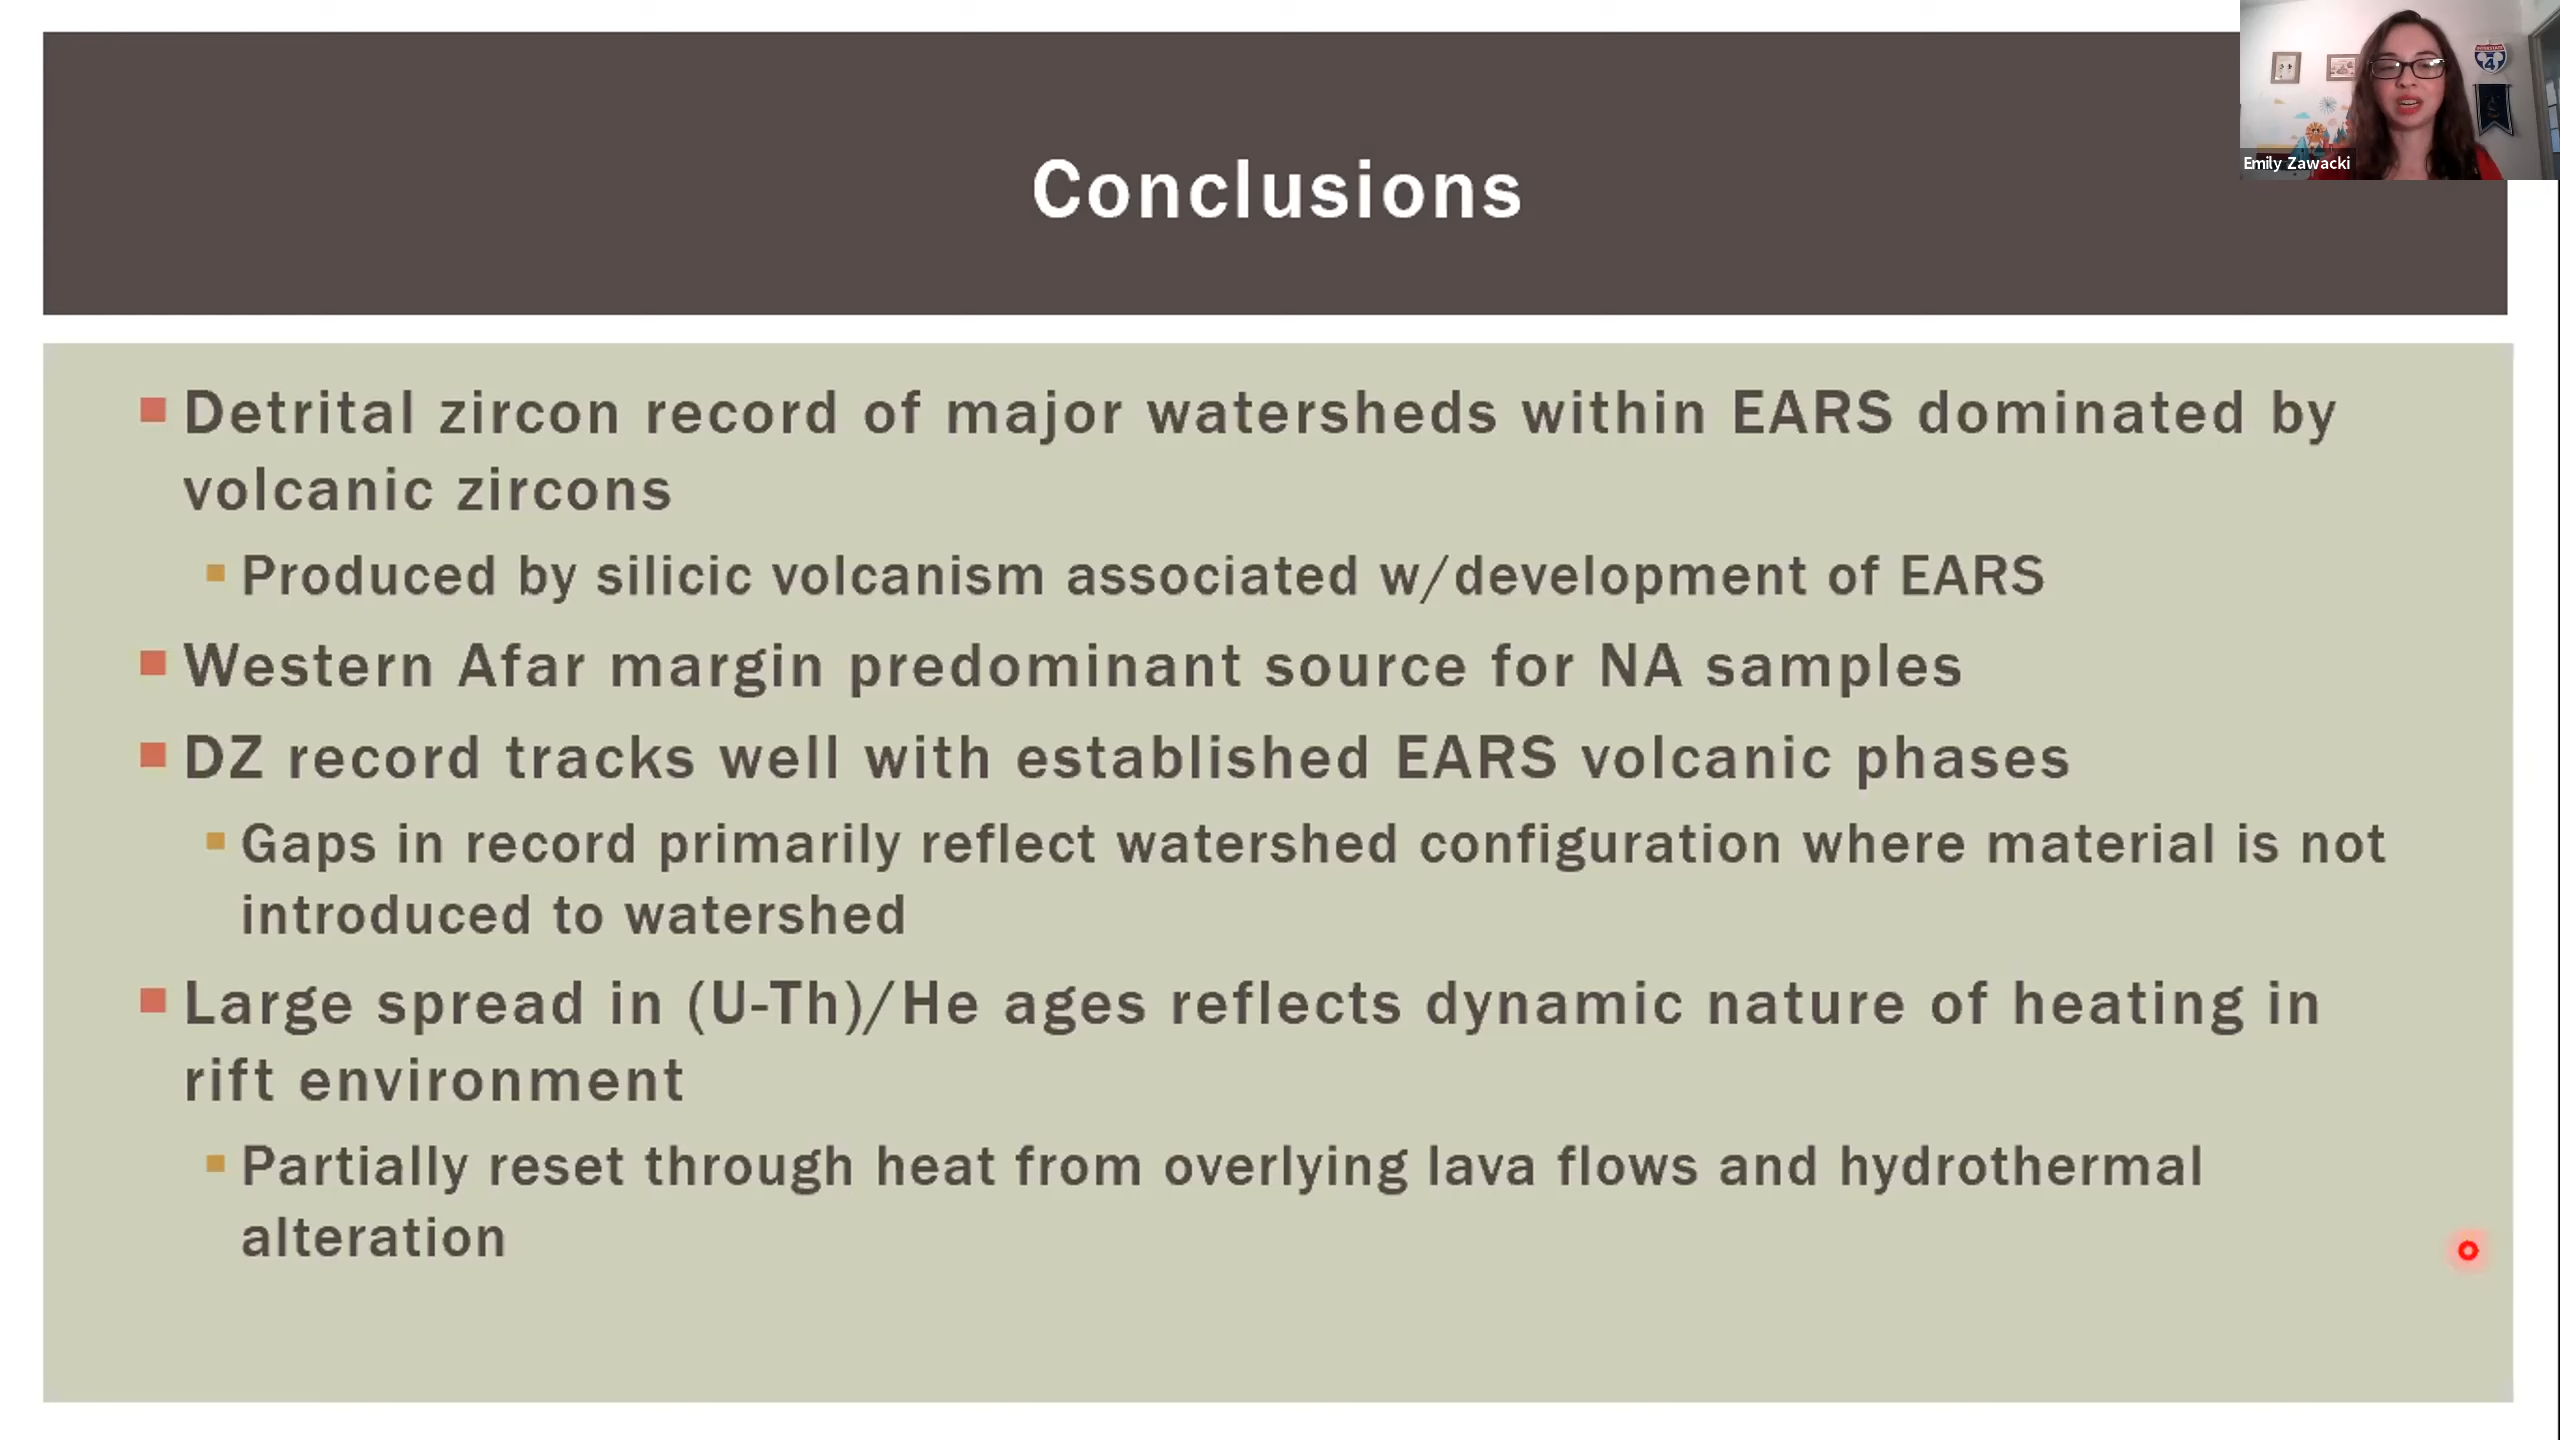 Conclusions
Emily Zawacki
Detrital zircon record of major watersheds within EARS dominated by
volcanic zircons
Produced by silicic volcanism associated w/development of EARS
Western Afar margin predominant source for NA samples
DZ record tracks well with established EARS volcanic phases
Gaps in record primarily reflect watershed configuration where material is not
introduced to watershed
Large spread in (U-Th)/He ages reflects dynamic nature of heating in
rift environment
Partially reset through heat from overlying lava flows and hydrothermal
alteration
INTERSTATE
4